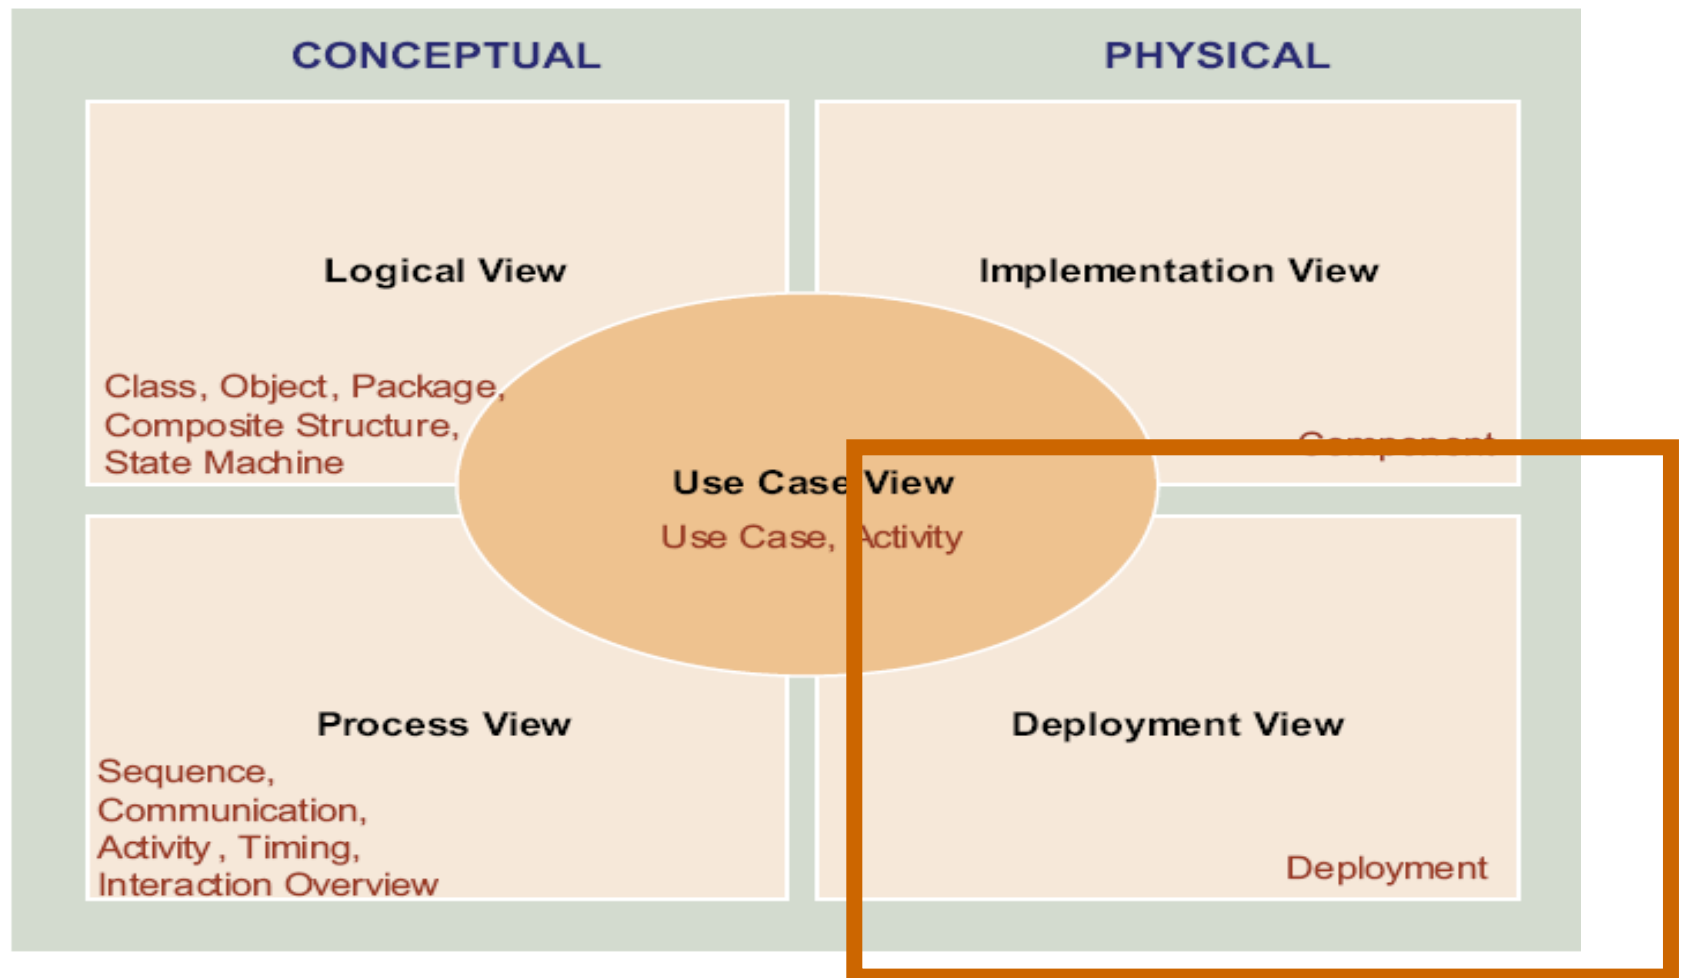 CONCEPTUAL
PHYSICAL
Logical View
Class, Object, Package,
Composite Structure,
State Machine
Implementation View
Component
Use Case View
Use Case, Activity
Process View
Sequence,
Communication,
Activity , Timing,
Interaction Overview
Deployment View
Deployment